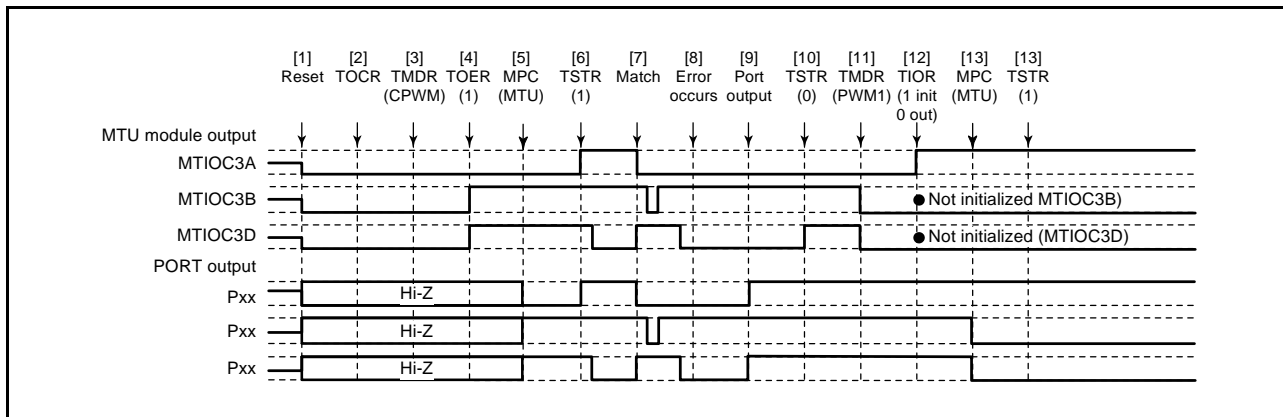 [1] [2] [3] [4] [5] [6] [7] [8] [9] [10] [11] [12] [13] [13]
Reset TOCR TMDR TOER MPC TSTR Match Error Port TSTR TMDR TIOR MPC TSTR
(CPWM) (1) (MTU) (1) occurs output (0) (PWM1) (1 init (MTU) (1)
0 out)
MTU module output
MTIOC3A
MTIOC3B
Not initialized MTIOC3B)
MTIOC3D
Not initialized (MTIOC3D)
PORT output
Pxx Hi-Z
Pxx Hi-Z
Pxx Hi-Z